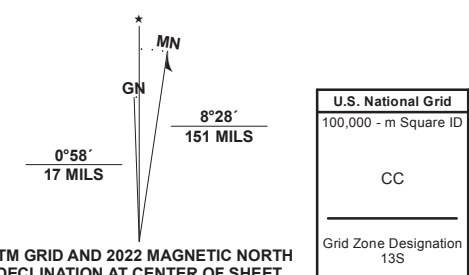 MN
GN
0°58´
17 MILS
8°28´
151 MILS
TM GRID AND 2022 MAGNETIC NORTH
DECLINATION AT CENTER OF SHEET
U.S. National Grid
100,000 - m Square ID
CC
Grid Zone Designation
13S